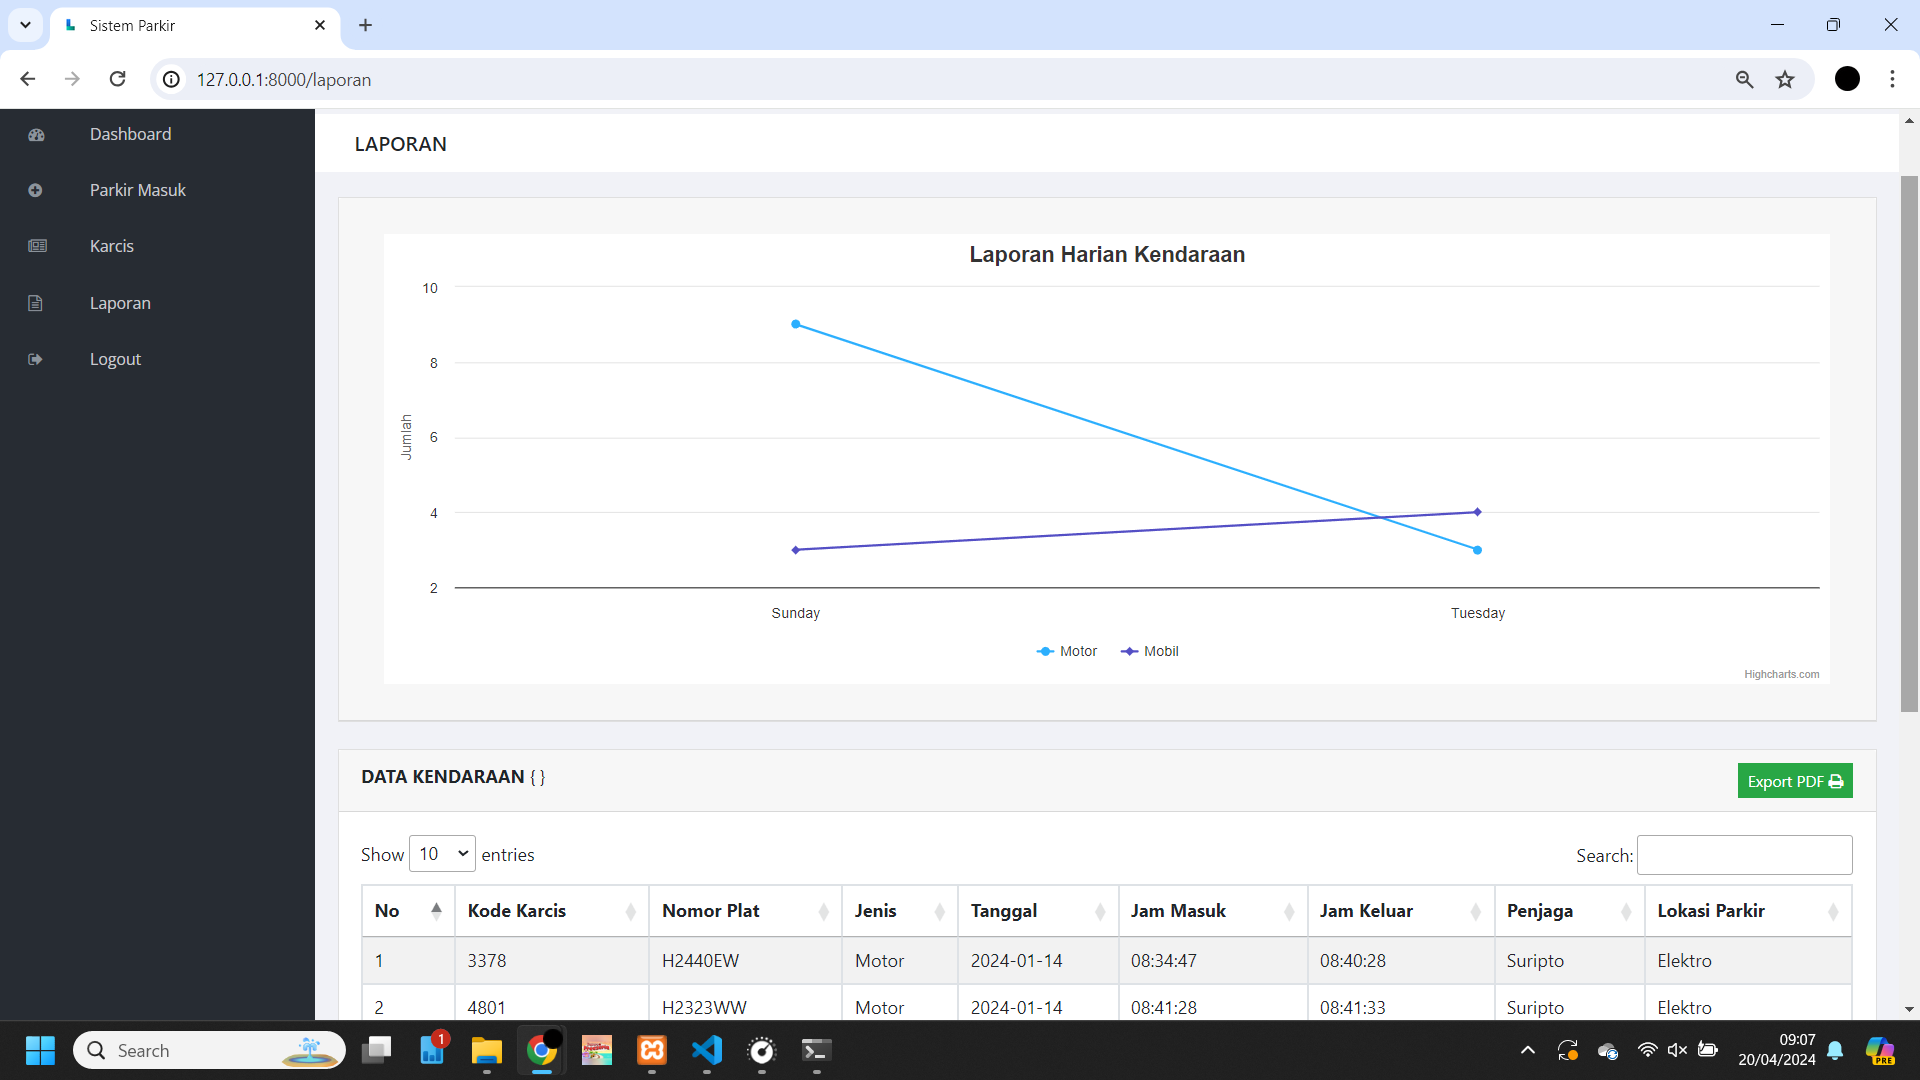 Sistem Parkir
127.0.0.1:8000/laporan
Dashboard
Parkir Masuk
Karcis
Laporan
Logout
LAPORAN
Laporan Harian Kendaraan
10
8
6
4
2
Jumlah
Sunday Tuesday
Motor Mobil
Highcharts.com
DATA KENDARAAN { }
Export PDF
Show 10 entries
Search:
No Kode Karcis Nomor Plat Jenis Tanggal Jam Masuk Jam Keluar Penjaga Lokasi Parkir
1 3378 H2440EW Motor 2024-01-14 08:34:47 08:40:28 Suripto Elektro
2 4801 H2323WW Motor 2024-01-14 08:41:28 08:41:33 Suripto Elektro
Search
1
09:07
20/04/2024
PRE